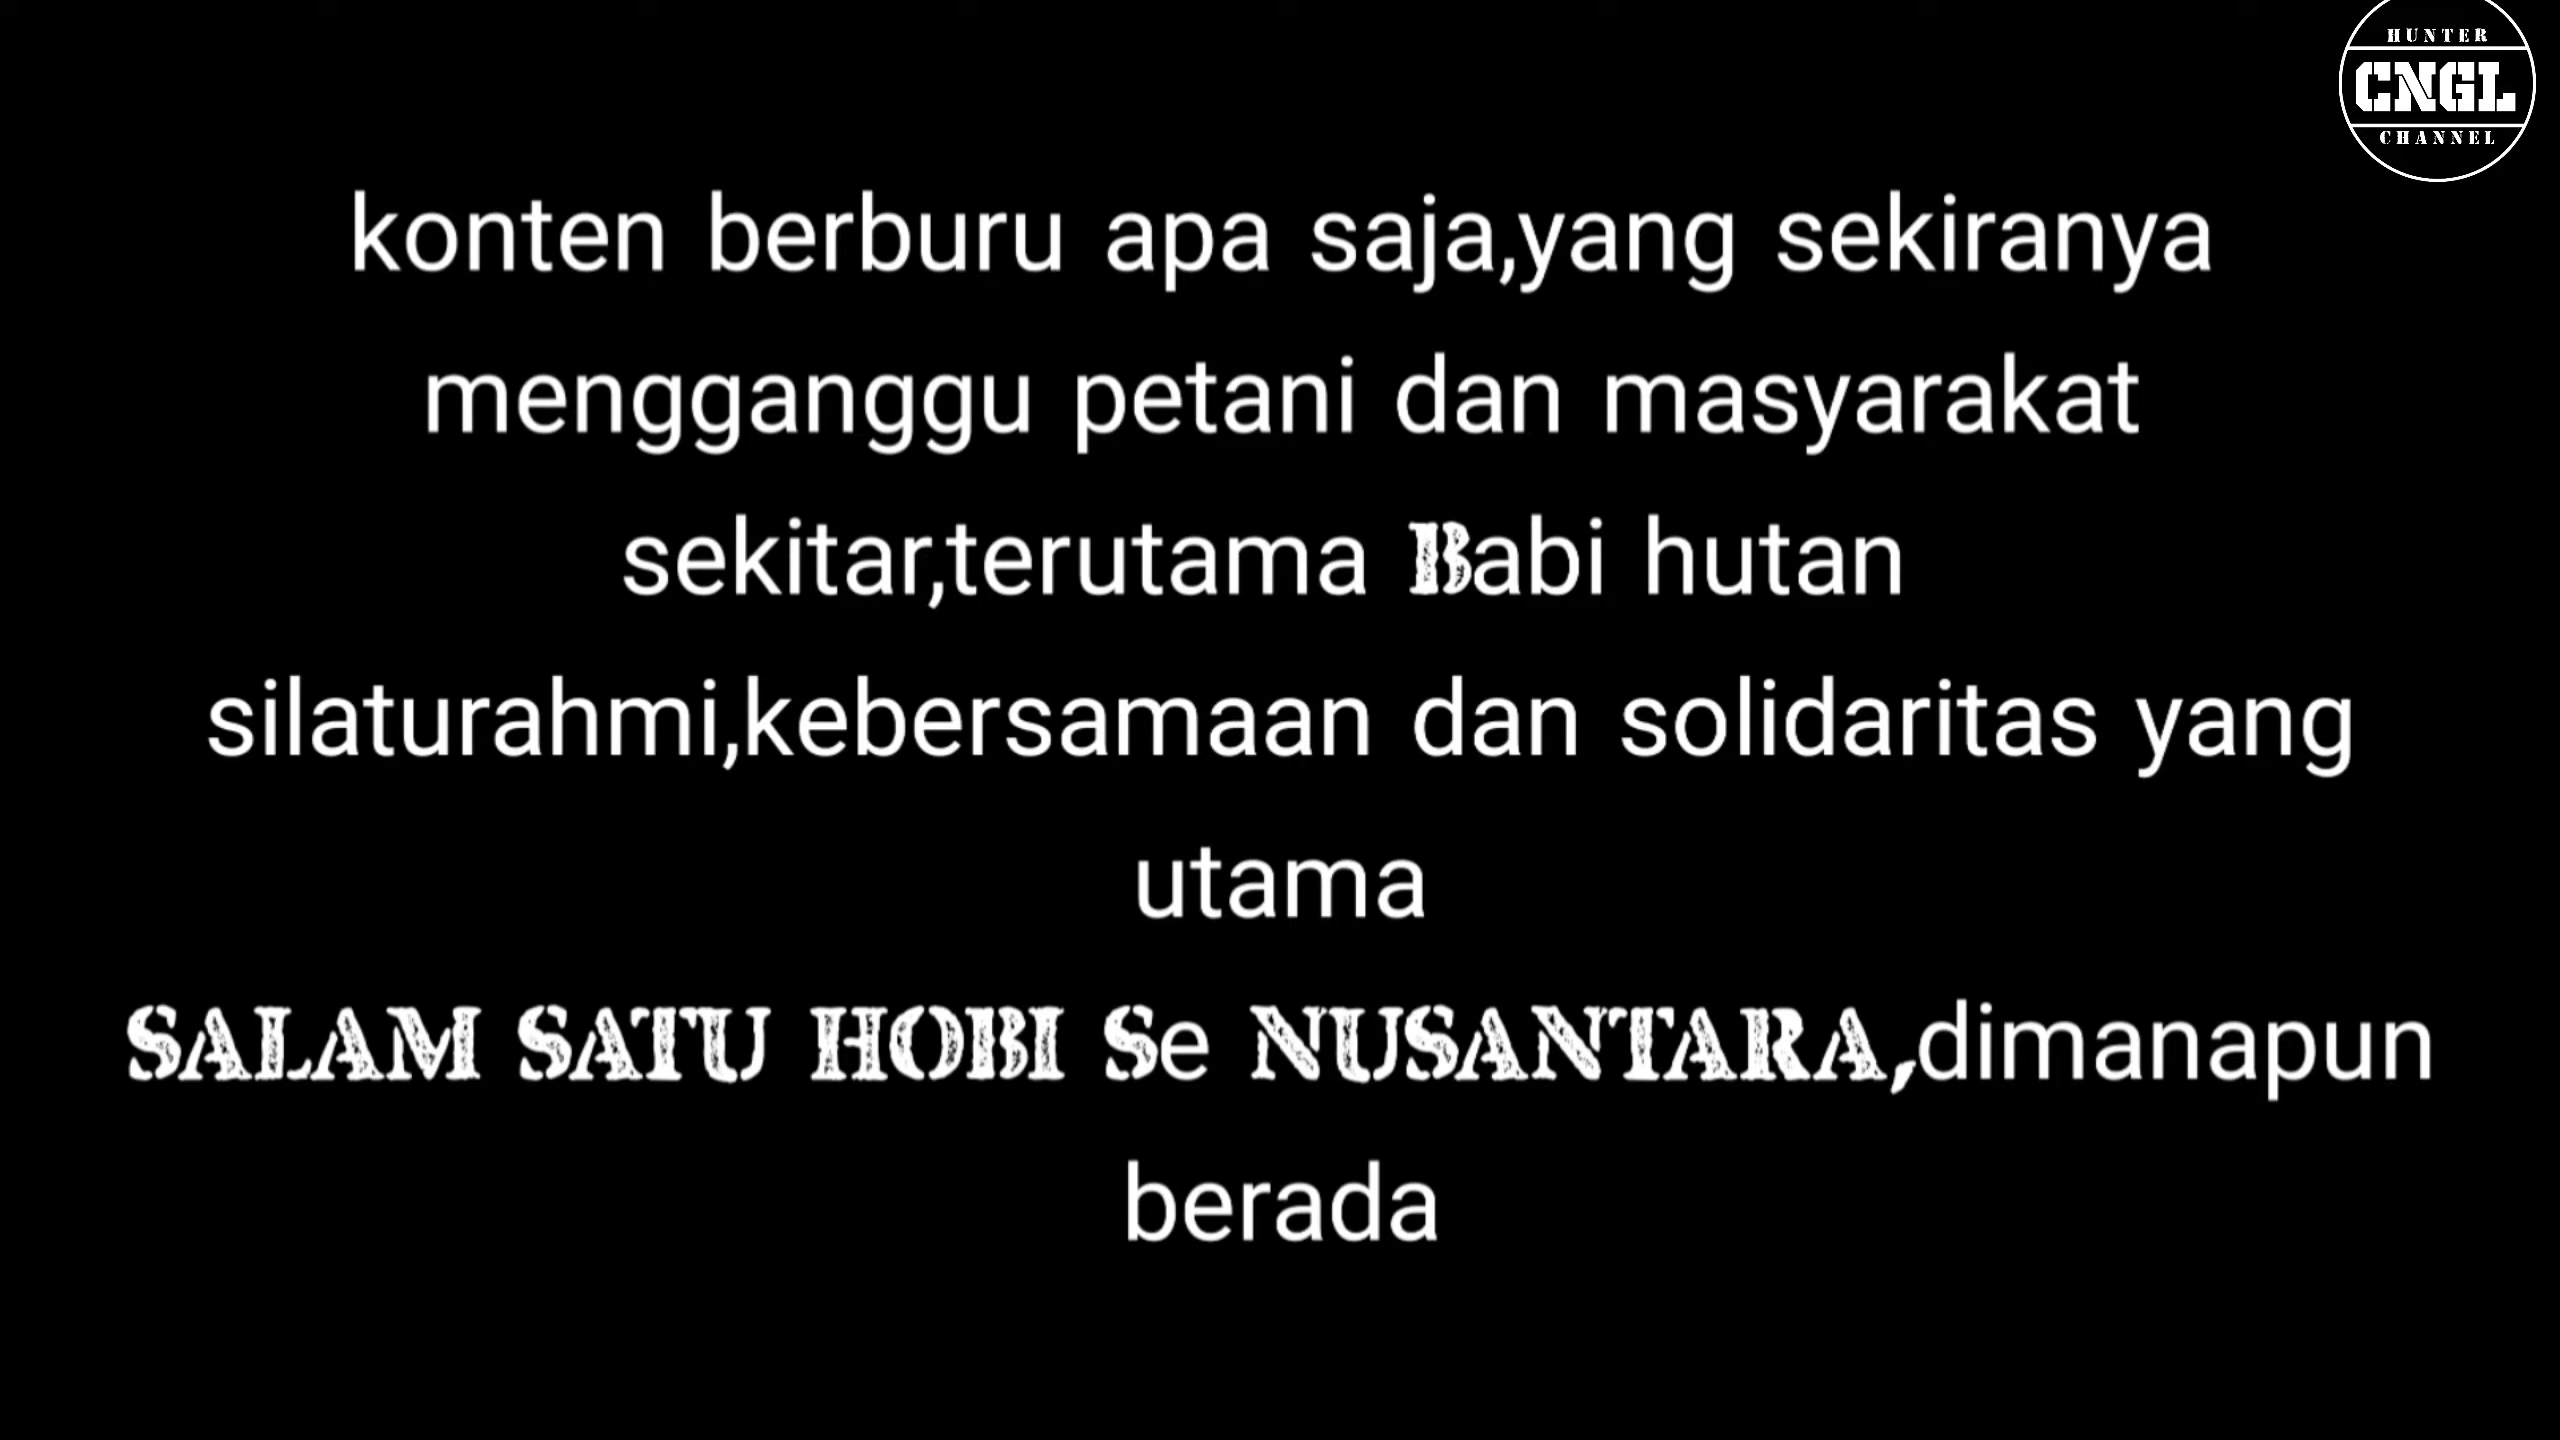 HUNTER
CNGL
CHANNEL
konten berburu apa saja,yang sekiranya
mengganggu petani dan masyarakat
sekitar,terutama Babi hutan
silaturahmi,kebersamaan dan solidaritas yang
utama
SALAM SATU HOBI Se NUSANTARA,dimanapun
berada